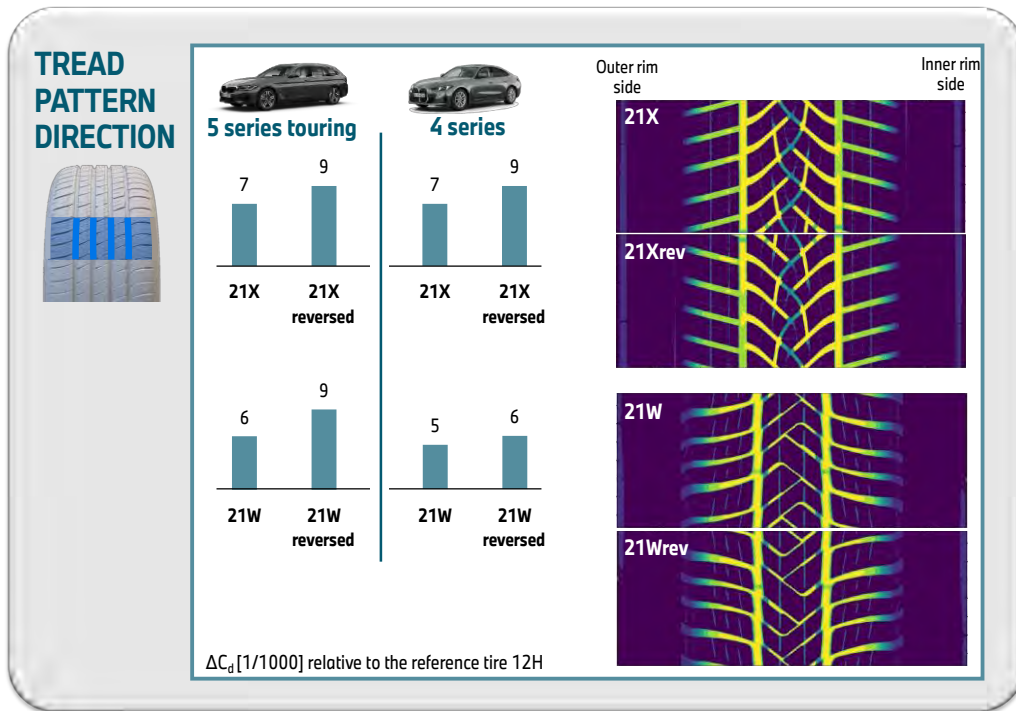 TREAD
PATTERN
DIRECTION
5 series touring
4 series
7
9
21X
21X
reversed
7
9
21X
21X
reversed
6
9
21W
21W
reversed
5
6
21W
21W
reversed
ΔCd [1/1000] relative to the reference tire 12H
Outer rim
side
Inner rim
side
21X
21Xrev
21W
21Wrev